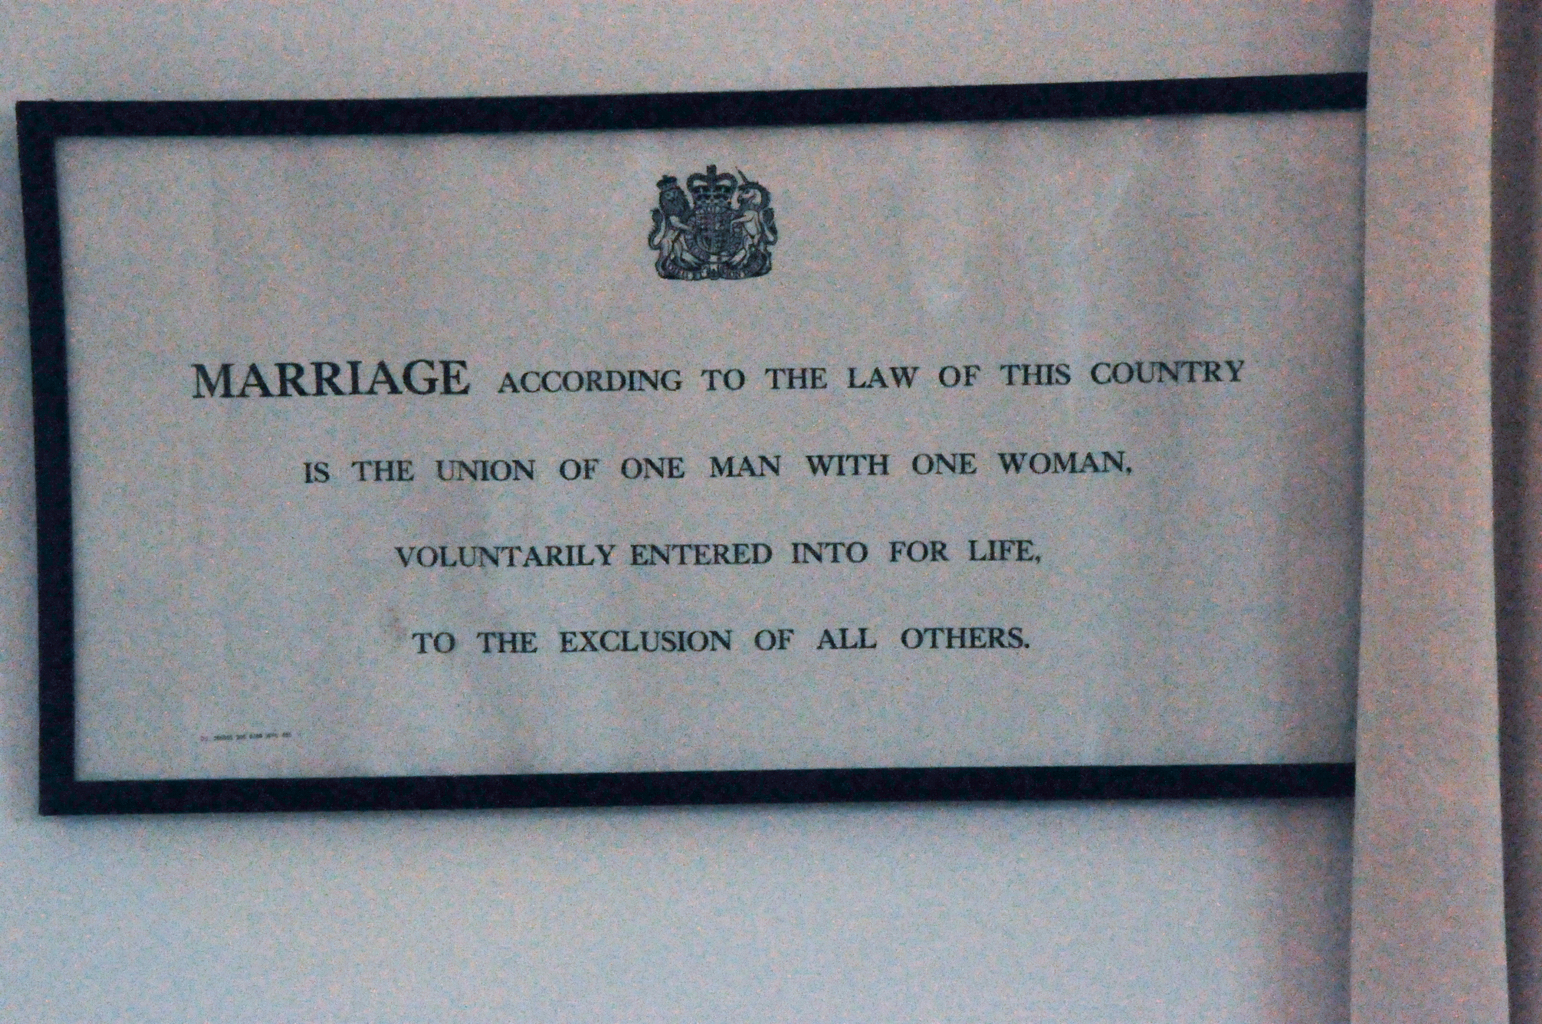 MARRIAGE ACCORDING TO THE LAW OF THIS COUNTRY
IS THE UNION OF ONE MAN WITH ONE WOMAN,
VOLUNTARILY ENTERED INTO FOR LIFE,
TO THE EXCLUSION OF ALL OTHERS.